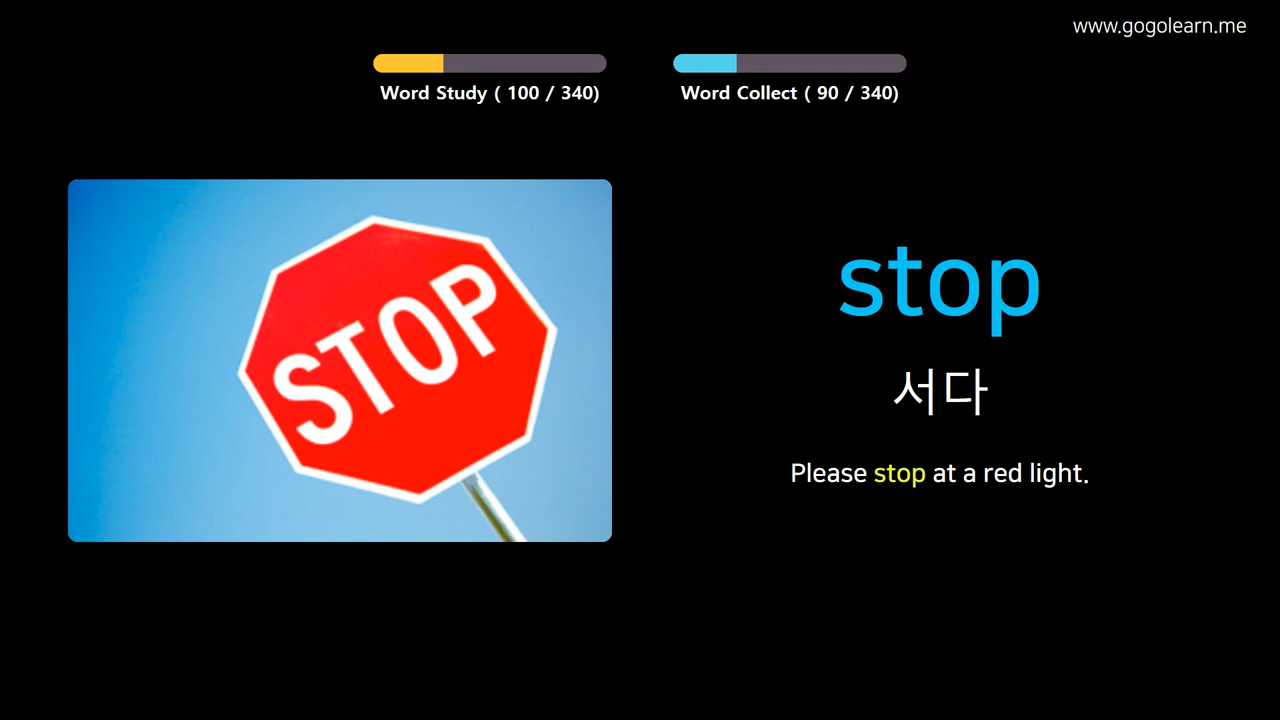 www.gogolearn.me
Word Study ( 100 / 340)
Word Collect ( 90 / 340)
STOP
stop
서다
Please stop at a red light.